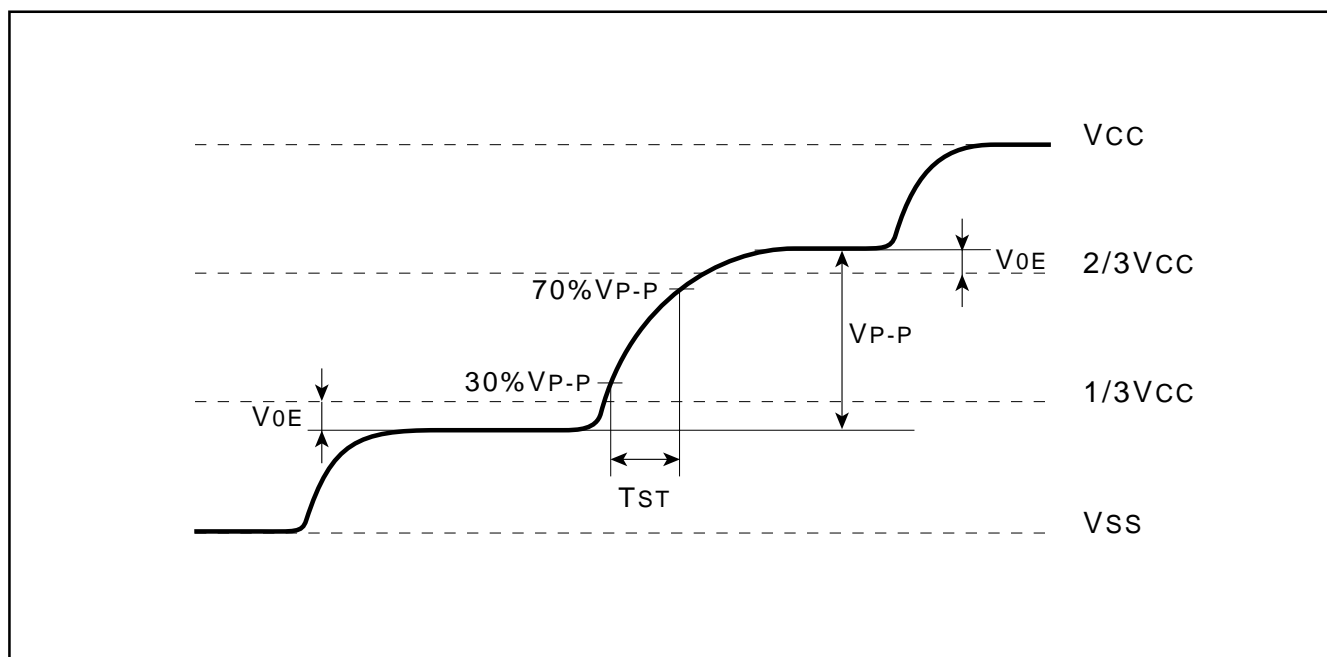 VCC
V0E
2/3VCC
70%VP-P
VP-P
30%VP-P
1/3VCC
V0E
TST
VSS